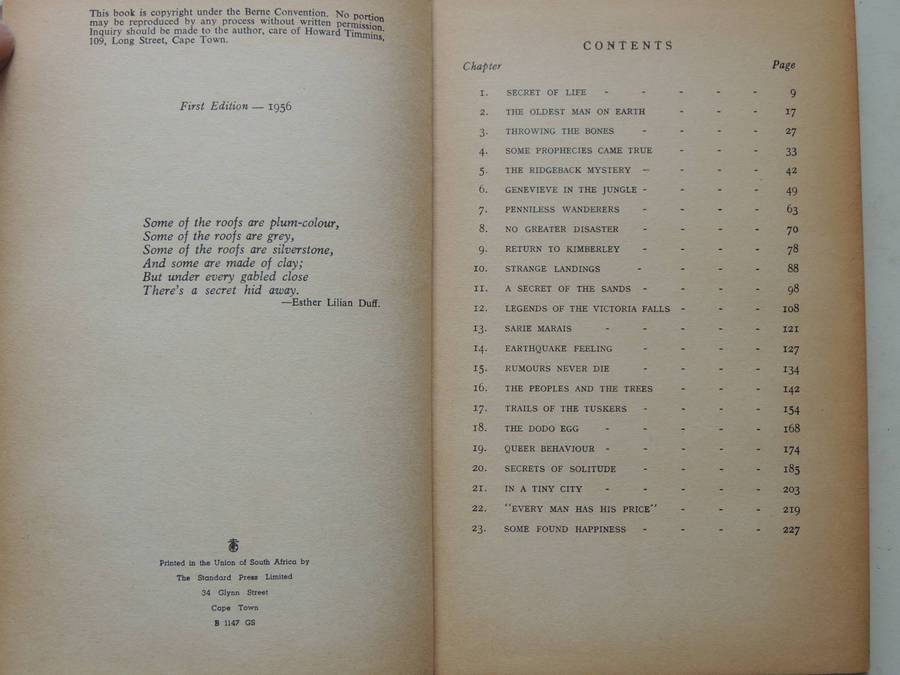 This book is copyright under the Berne Convention. No portion
may be reproduced by any process without written permission.
Inquiry should be made to the author, care of Howard Timmins,
109, Long Street, Cape Town.
First Edition — 1956
Some of the roofs are plum-colour,
Some of the roofs are grey,
Some of the roofs are silverstone,
And some are made of clay;
But under every gabled close
There's a secret hid away.
—Esther Lilian Duff.
Printed in the Union of South Africa by
The Standard Press Limited
34 Glynn Street
Cape Town
B 1147 GS
CONTENTS
Chapter Page
1. SECRET OF LIFE - - - - - 9
2. THE OLDEST MAN ON EARTH - - - 17
3. THROWING THE BONES - - - - 27
4. SOME PROPHECIES CAME TRUE - - - 33
5. THE RIDGEBACK MYSTERY - - - - 42
6. GENEVIEVE IN THE JUNGLE - - - - 49
7. PENNILESS WANDERERS - - - - 63
8. NO GREATER DISASTER - - - - 70
9. RETURN TO KIMBERLEY - - - - 78
10. STRANGE LANDINGS - - - - 88
11. A SECRET OF THE SANDS - - - - 98
12. LEGENDS OF THE VICTORIA FALLS - - - 108
13. SARIE MARAIS - - - - - 121
14. EARTHQUAKE FEELING - - - - 127
15. RUMOURS NEVER DIE - - - - 134
16. THE PEOPLES AND THE TREES - - - 142
17. TRAILS OF THE TUSKERS - - - - 154
18. THE DODO EGG - - - - - 168
19. QUEER BEHAVIOUR - - - - - 174
20. SECRETS OF SOLITUDE - - - - 185
21. IN A TINY CITY - - - - - 203
22. "EVERY MAN HAS HIS PRICE" - - - 219
23. SOME FOUND HAPPINESS - - - - 227